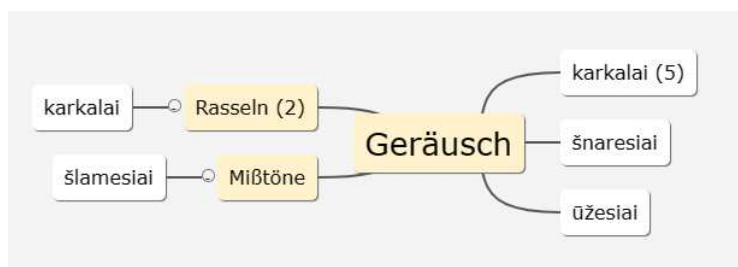 karkalai
Rasseln (2)
šlamesiai
Mißtöne
Geräusch
karkalai (5)
šnaresiai
ūžesiai